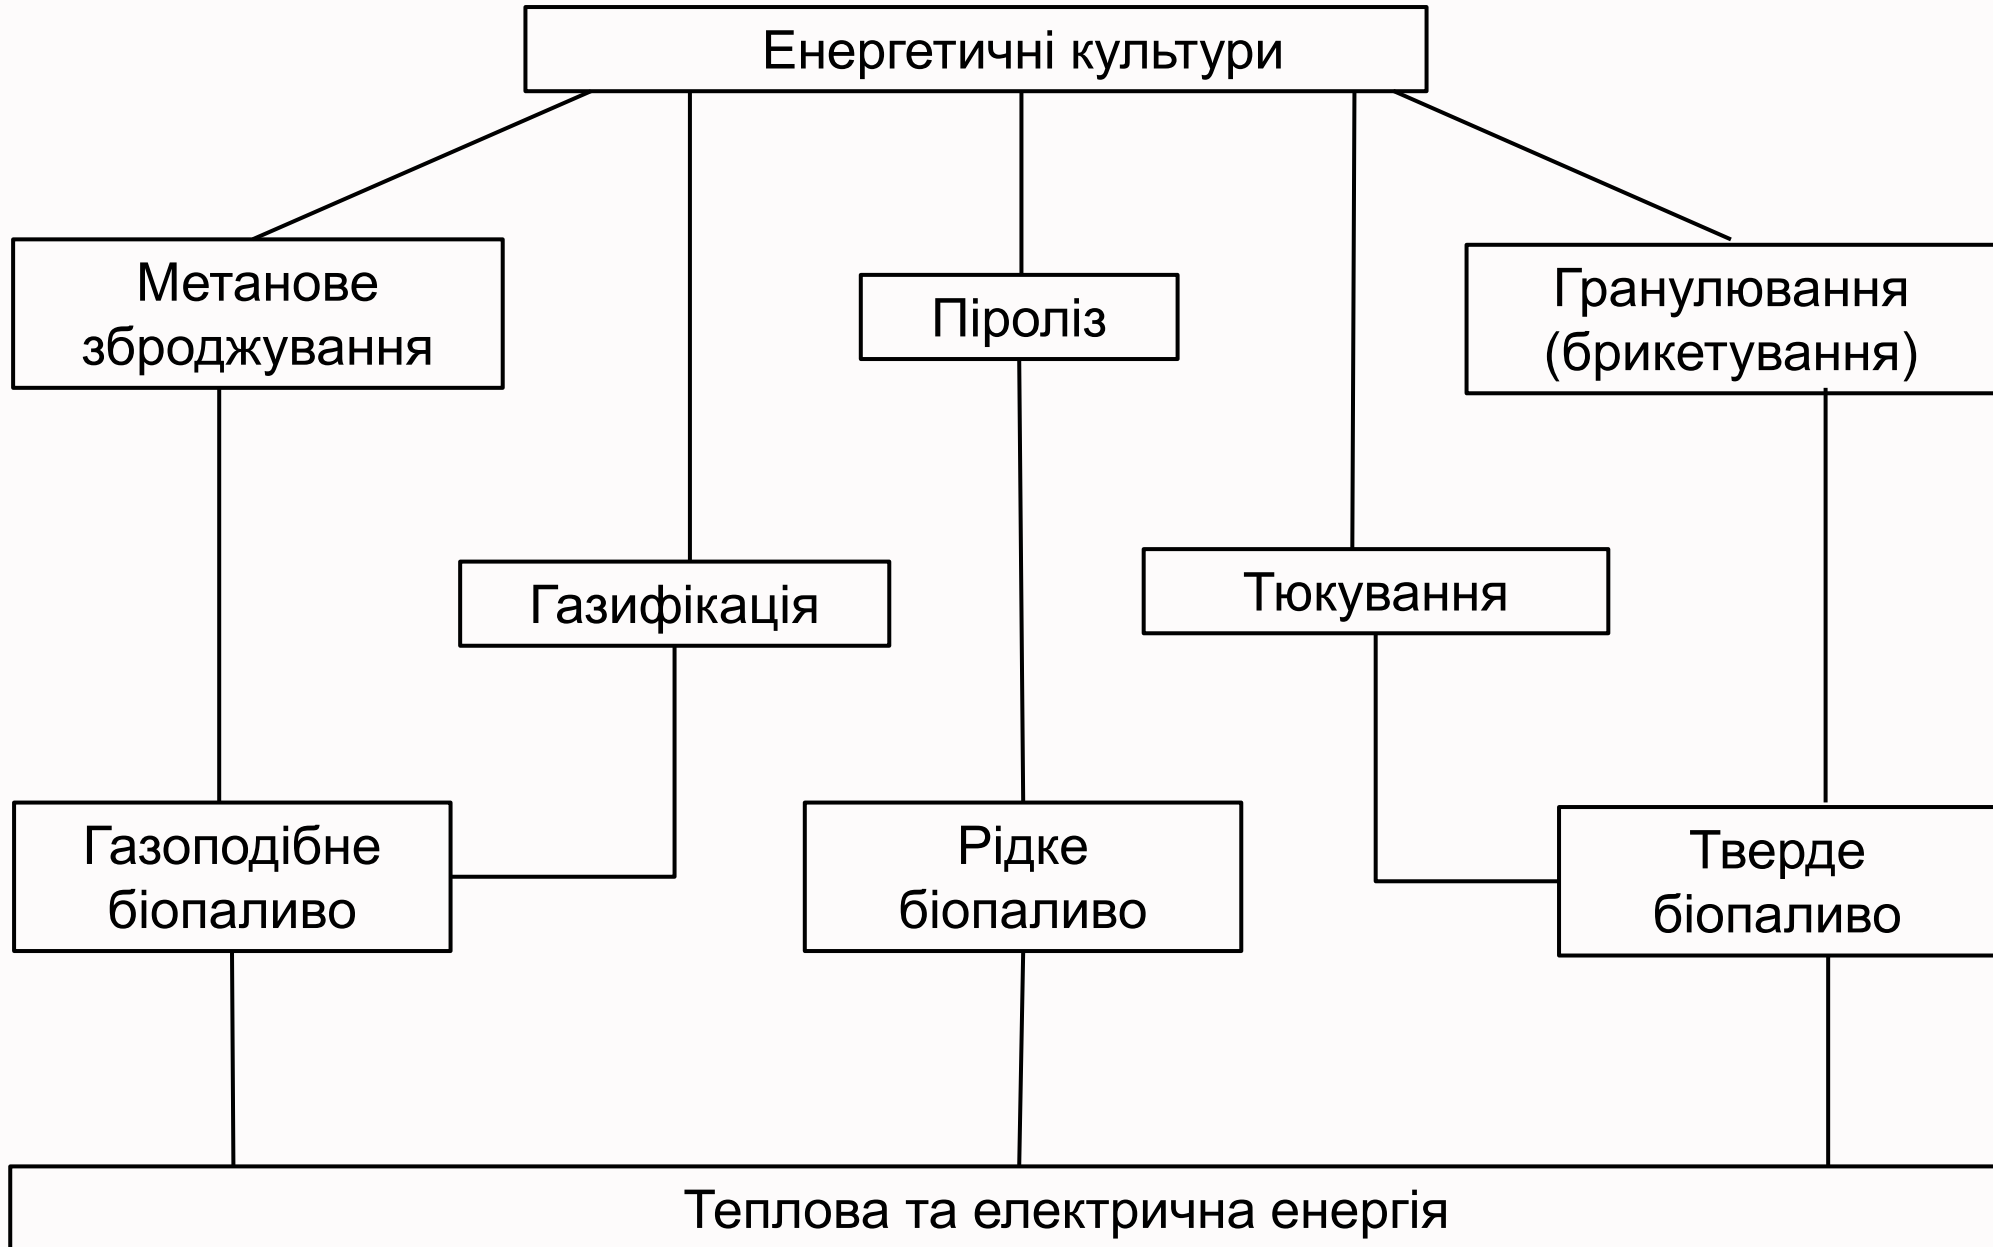 Енергетичні культури
Метанове
зброджування
Піроліз
Гранулювання
(брикетування)
Газифікація
Тюкування
Газоподібне
біопаливо
Рідке
біопаливо
Тверде
біопаливо
Теплова та електрична енергія